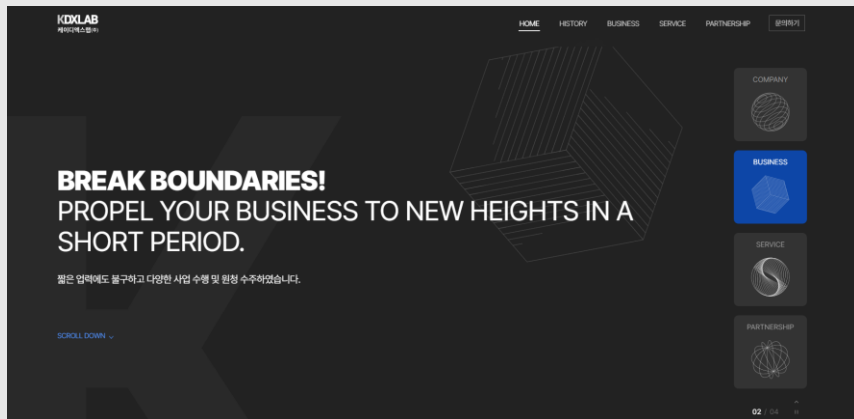 KDXLAB
케이디엑스랩(주)
HOME HISTORY BUSINESS SERVICE PARTNERSHIP 문의하기
COMPANY
BUSINESS
BREAK BOUNDARIES!
PROPEL YOUR BUSINESS TO NEW HEIGHTS IN A
SHORT PERIOD.
SERVICE
짧은 업력에도 불구하고 다양한 사업 수행 및 원청 수주하였습니다.
PARTNERSHIP
SCROLL DOWN
02 / 04